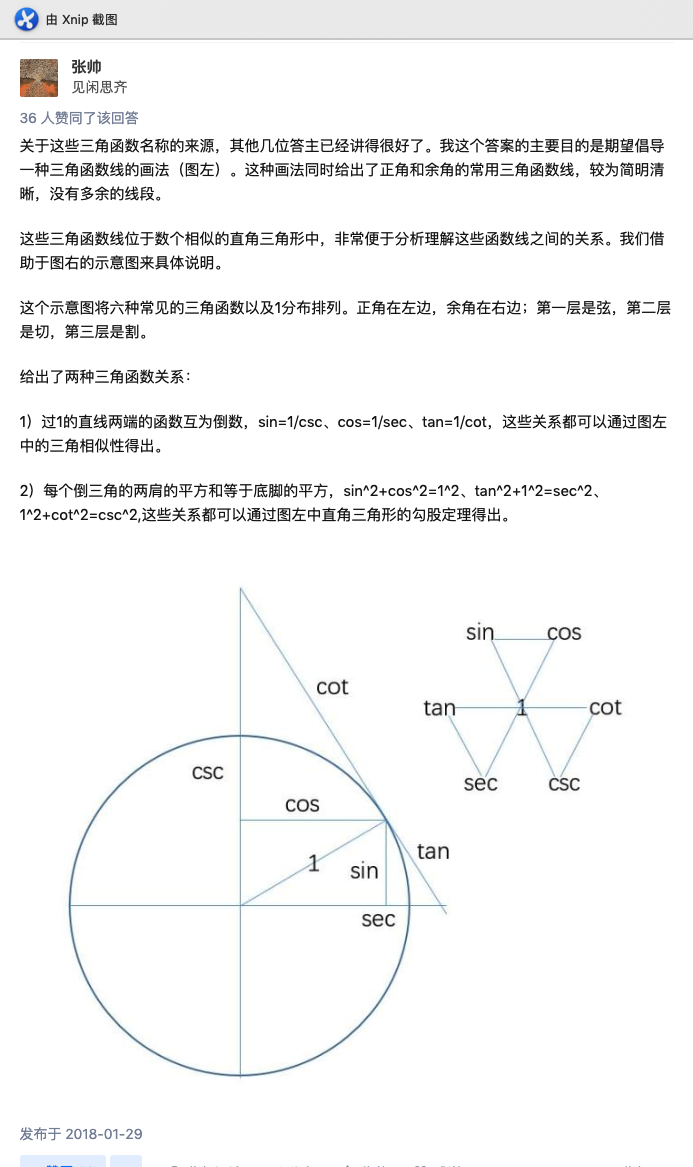 由 Xnip 截图
张帅
见闲思齐
36 人赞同了该回答
关于这些三角函数名称的来源，其他几位答主已经讲得很好了。我这个答案的主要目的是期望倡导
一种三角函数线的画法（图左）。这种画法同时给出了正角和余角的常用三角函数线，较为简明清
晰，没有多余的线段。
这些三角函数线位于数个相似的直角三角形中，非常便于分析理解这些函数线之间的关系。我们借
助于图右的示意图来具体说明。
这个示意图将六种常见的三角函数以及1分布排列。正角在左边，余角在右边；第一层是弦，第二层
是切，第三层是割。
给出了两种三角函数关系：
1）过1的直线两端的函数互为倒数，sin=1/csc、cos=1/sec、tan=1/cot，这些关系都可以通过图左
中的三角相似性得出。
2）每个倒三角的两肩的平方和等于底脚的平方，sin^2+cos^2=1^2、tan^2+1^2=sec^2、
1^2+cot^2=csc^2,这些关系都可以通过图左中直角三角形的勾股定理得出。
sin cos
cot
tan 1 cot
csc
sec csc
cos
tan
1 sin
sec
发布于 2018-01-29